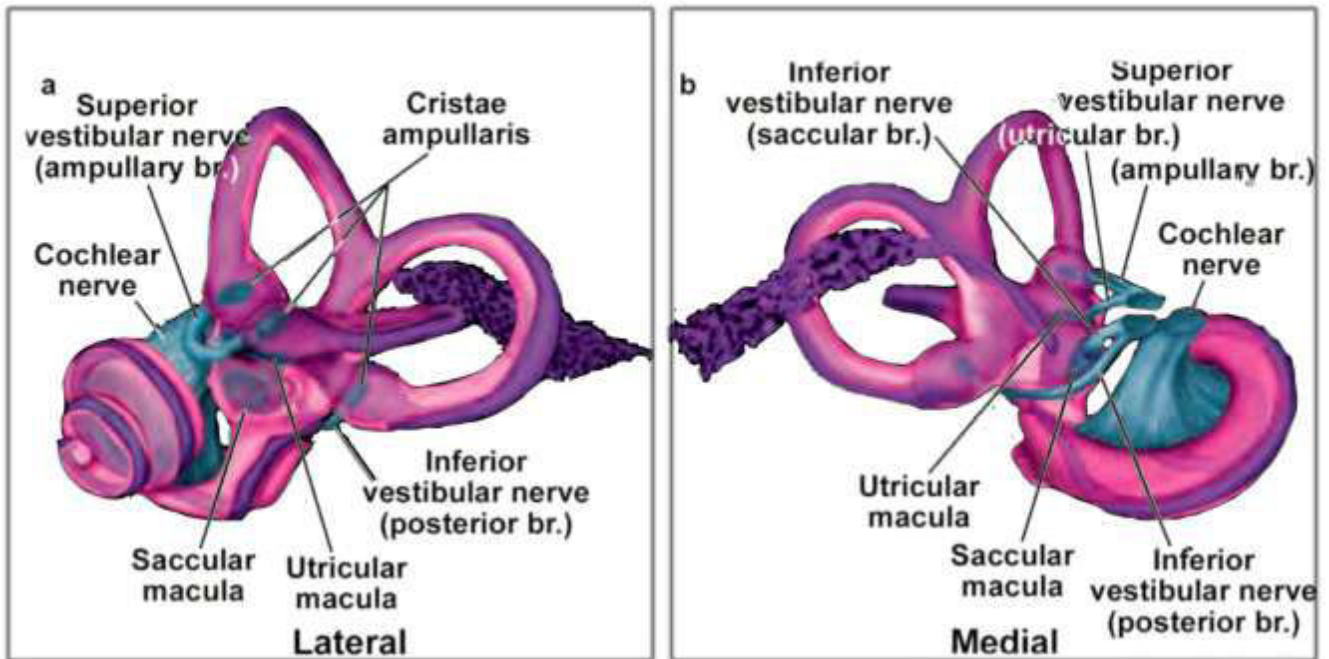 a
Superior
vestibular nerve
(ampullary br.)
Cristae
ampullaris
Cochlear
nerve
Inferior
vestibular nerve
(posterior br.)
Saccular
macula
Utricular
macula
Lateral
b
Inferior
vestibular nerve
(saccular br.)
Superior
vestibular nerve
(utricular br.)
(ampullary br.)
Cochlear
nerve
Utricular
macula
Saccular
macula
Inferior
vestibular nerve
(posterior br.)
Medial